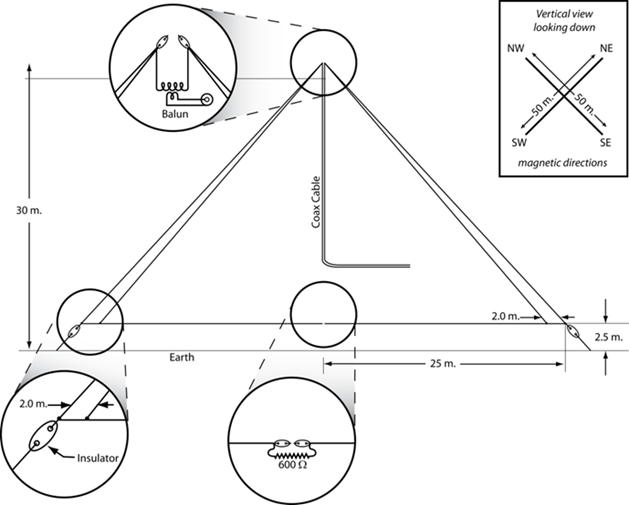 Vertical view
looking down
NW
NE
50 m.
50 m.
SW
SE
magnetic directions
Balun
30 m.
Coax Cable
2.0 m.
2.5 m.
Earth
25 m.
2.0 m.
Insulator
600 Ω